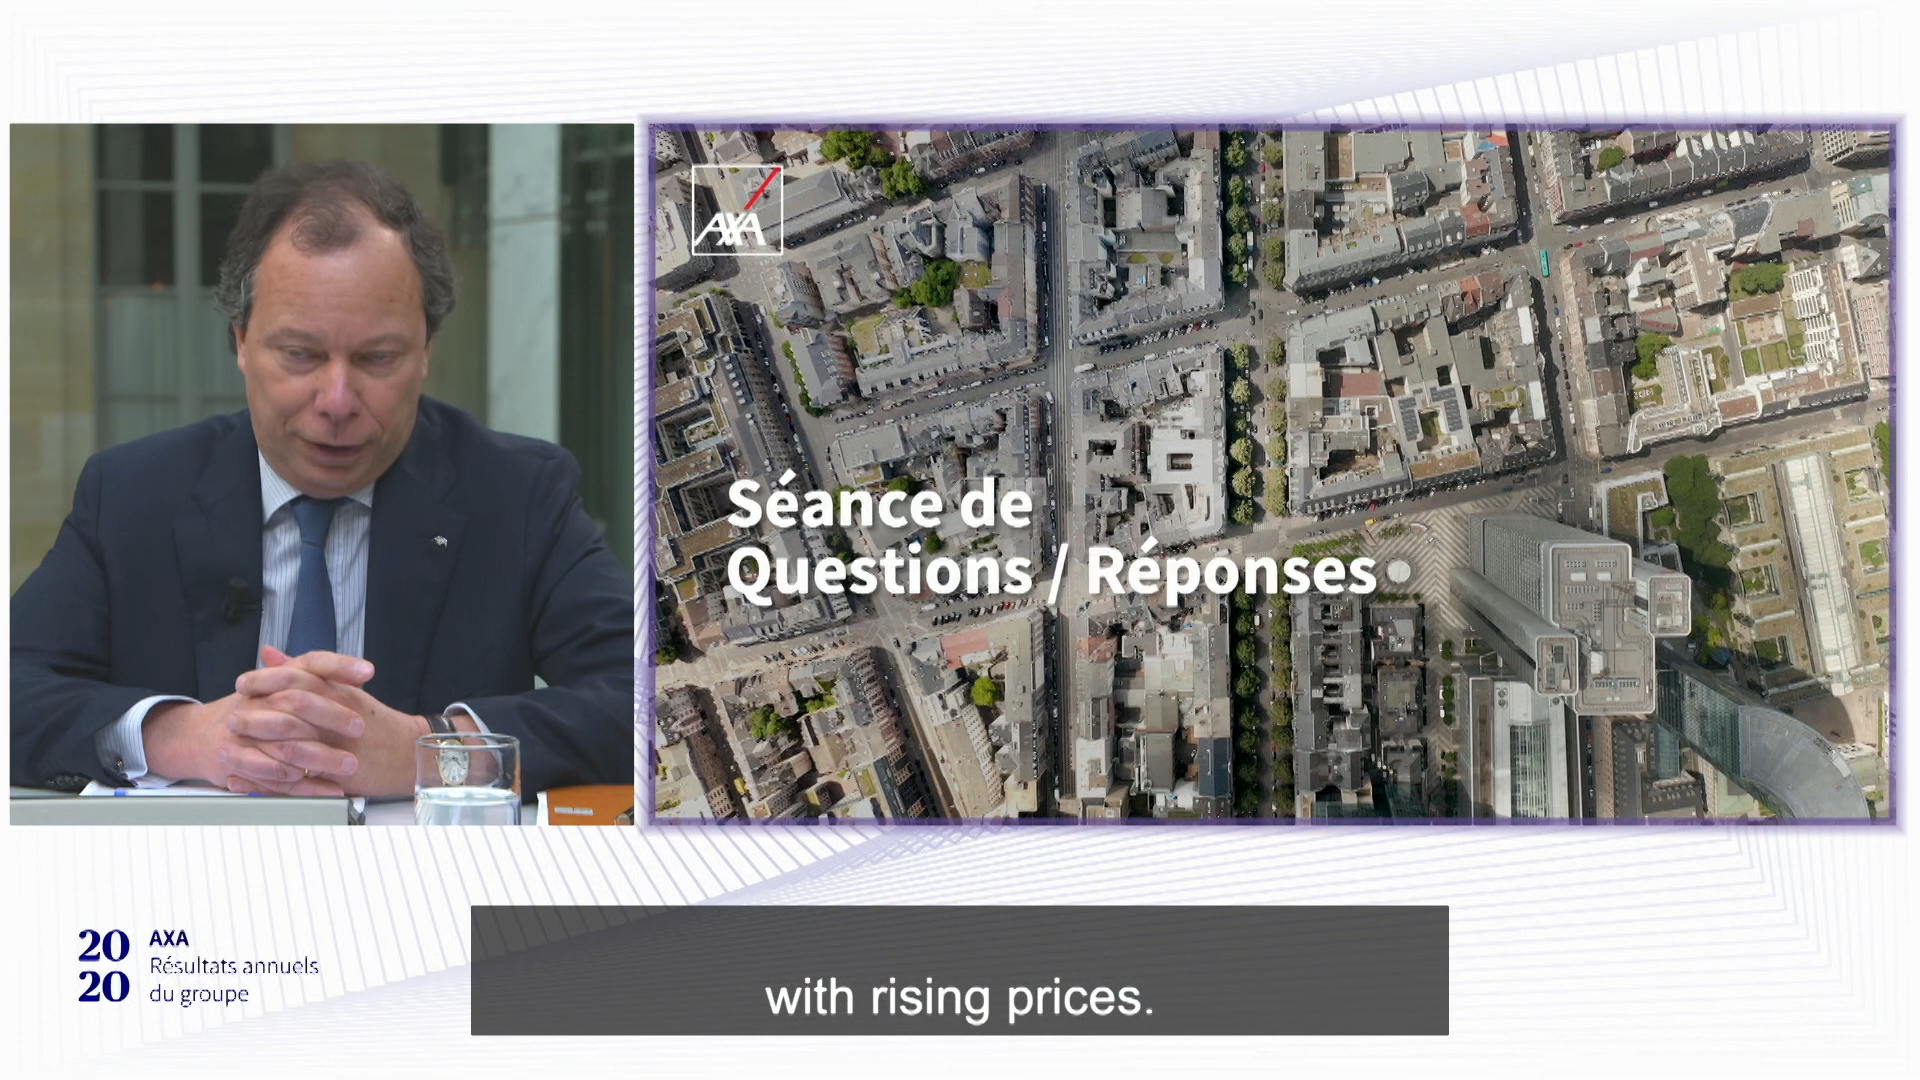 AXA
Séance de
Questions / Réponses
20
20
AXA
Résultats annuels
du groupe
with rising prices.